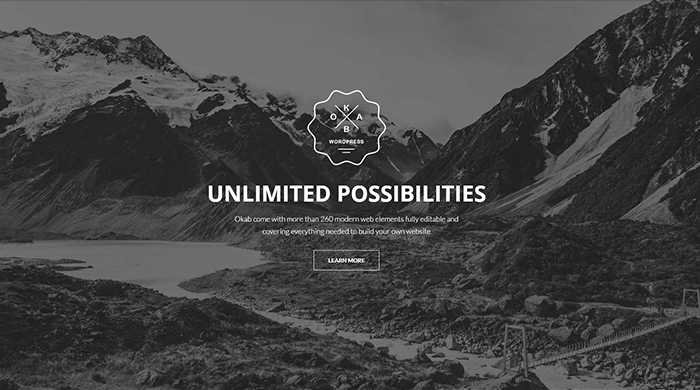 K
O A
B
WORDPRESS
UNLIMITED POSSIBILITIES
Okab come with more than 260 modern web elements fully editable and
covering everything needed to build your own website
LEARN MORE